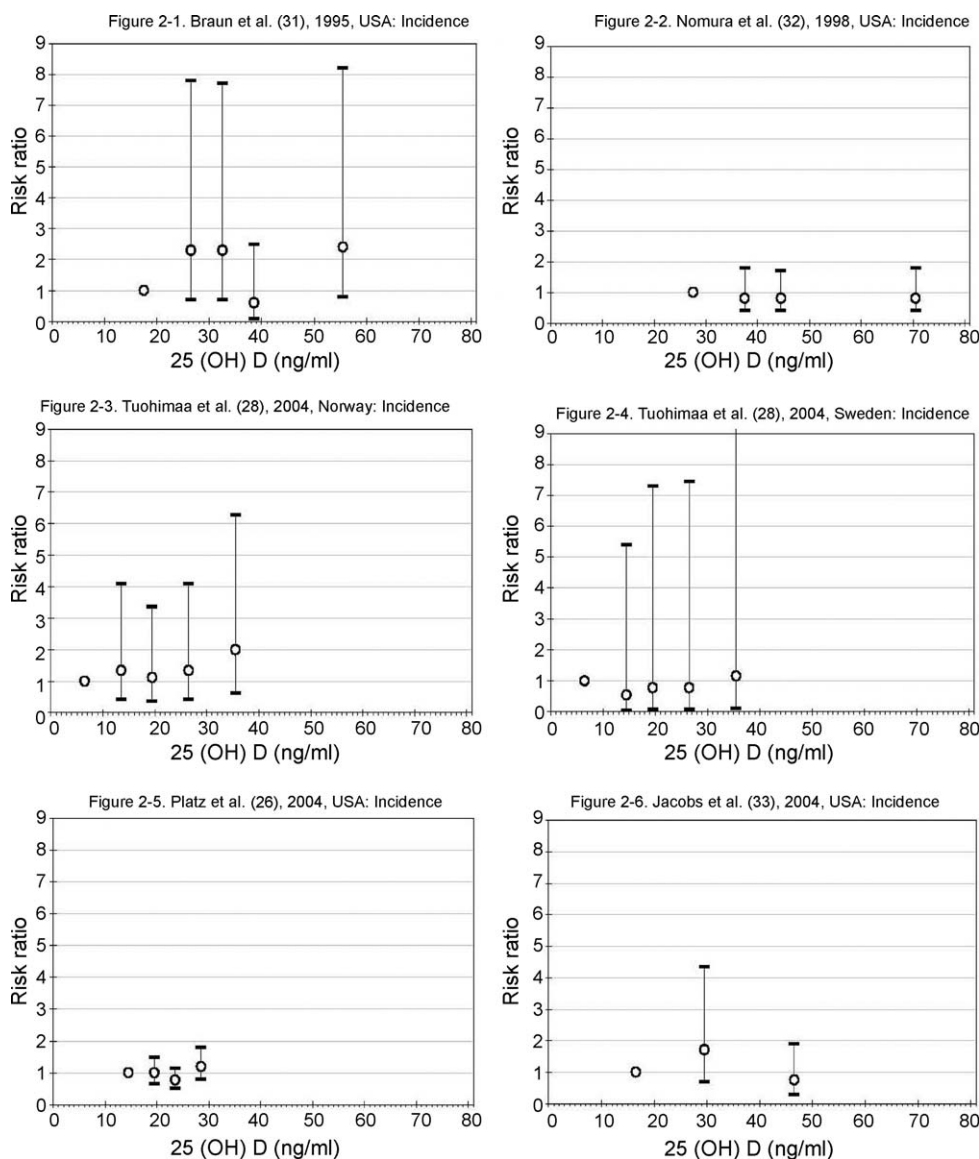 Figure 2-1. Braun et al. (31), 1995, USA: Incidence
9
8
7
6
5
4
3
2
1
0
Risk ratio
0 10 20 30 40 50 60 70 80
25 (OH) D (ng/ml)
Figure 2-2. Nomura et al. (32), 1998, USA: Incidence
9
8
7
6
5
4
3
2
1
0
Risk ratio
0 10 20 30 40 50 60 70 80
25 (OH) D (ng/ml)
Figure 2-3. Tuohimaa et al. (28), 2004, Norway: Incidence
9
8
7
6
5
4
3
2
1
0
Risk ratio
0 10 20 30 40 50 60 70 80
25 (OH) D (ng/ml)
Figure 2-4. Tuohimaa et al. (28), 2004, Sweden: Incidence
9
8
7
6
5
4
3
2
1
0
Risk ratio
0 10 20 30 40 50 60 70 80
25 (OH) D (ng/ml)
Figure 2-5. Platz et al. (26), 2004, USA: Incidence
9
8
7
6
5
4
3
2
1
0
Risk ratio
0 10 20 30 40 50 60 70 80
25 (OH) D (ng/ml)
Figure 2-6. Jacobs et al. (33), 2004, USA: Incidence
9
8
7
6
5
4
3
2
1
0
Risk ratio
0 10 20 30 40 50 60 70 80
25 (OH) D (ng/ml)